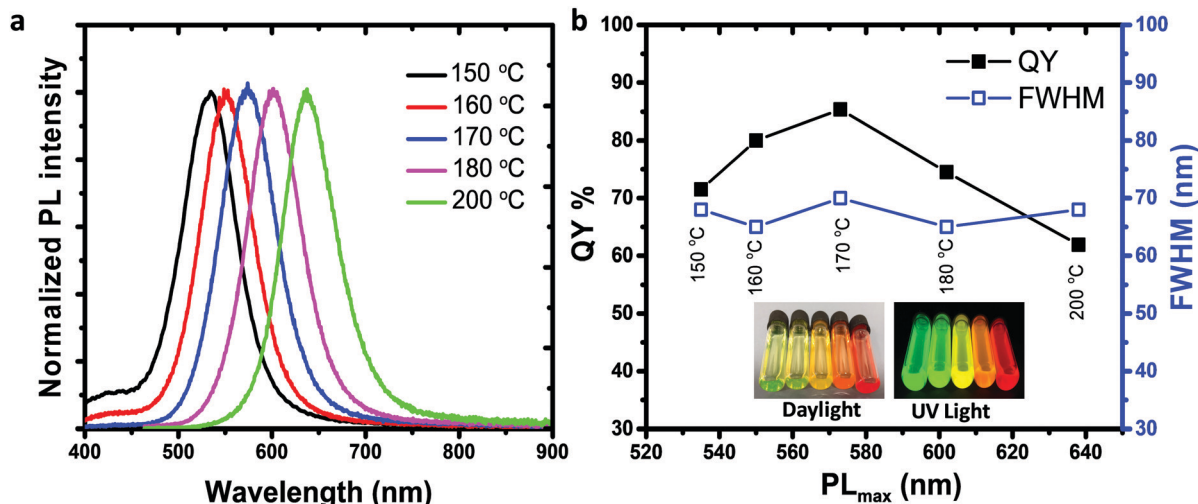 a
Normalized PL intensity
150 °C
160 °C
170 °C
180 °C
200 °C
400 500 600 700 800 900
Wavelength (nm)
b
100
90
80
70
60
50
40
30
QY %
QY
FWHM
150 °C
160 °C
170 °C
180 °C
200 °C
Daylight
UV Light
100
90
80
70
60
50
40
30
FWHM (nm)
520 540 560 580 600 620 640
PLmax (nm)